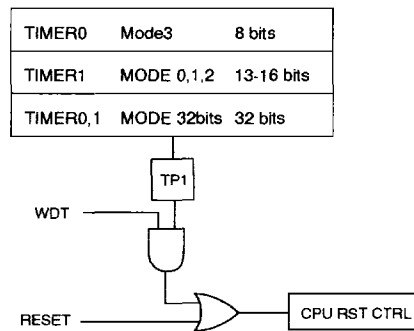 TIMER0 Mode3 8 bits
TIMER1 MODE 0,1,2 13-16 bits
TIMER0,1 MODE 32bits 32 bits
TP1
WDT
RESET
CPU RST CTRL